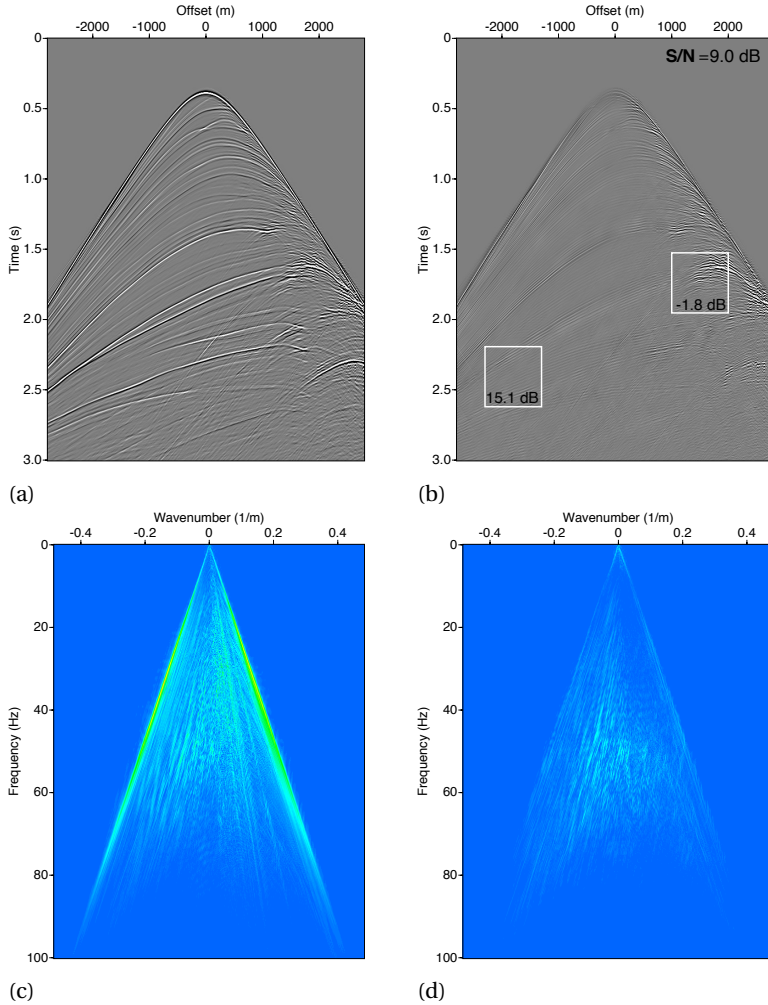 Offset (m)
-2000 -1000 0 1000 2000
0
0.5
1.0
1.5
2.0
2.5
3.0
Time (s)
(a)
Offset (m)
-2000 -1000 0 1000 2000
0
0.5
1.0
1.5
2.0
2.5
3.0
Time (s)
S/N =9.0 dB
-1.8 dB
15.1 dB
(b)
Wavenumber (1/m)
-0.4 -0.2 0 0.2 0.4
0
20
40
60
80
100
Frequency (Hz)
(c)
Wavenumber (1/m)
-0.4 -0.2 0 0.2 0.4
0
20
40
60
80
100
Frequency (Hz)
(d)